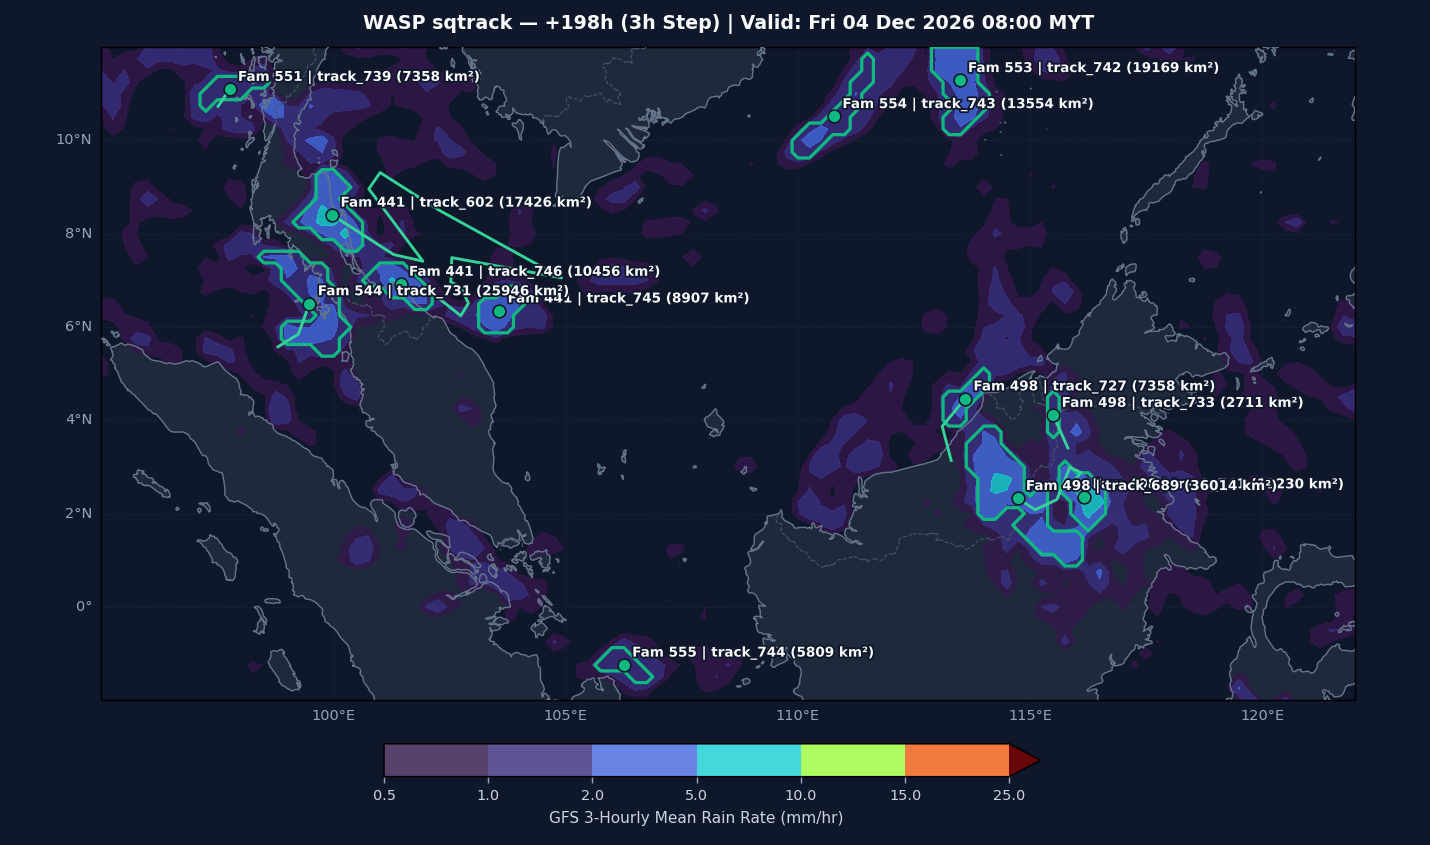 WASP sqtrack — +198h (3h Step) | Valid: Fri 04 Dec 2026 08:00 MYT
Fam 551 | track_739 (7358 km²)
Fam 553 | track_742 (19169 km²)
Fam 554 | track_743 (13554 km²)
10°N
Fam 441 | track_602 (17426 km²)
8°N
Fam 441 | track_746 (10456 km²)
Fam 544 | track_731 (25946 km²)
Fam 441 | track_745 (8907 km²)
6°N
Fam 498 | track_727 (7358 km²)
Fam 498 | track_733 (2711 km²)
4°N
Fam 498 | track_689 (36014 km²)
230 km²)
2°N
0°
Fam 555 | track_744 (5809 km²)
100°E 105°E 110°E 115°E 120°E
0.5 1.0 2.0 5.0 10.0 15.0 25.0
GFS 3-Hourly Mean Rain Rate (mm/hr)